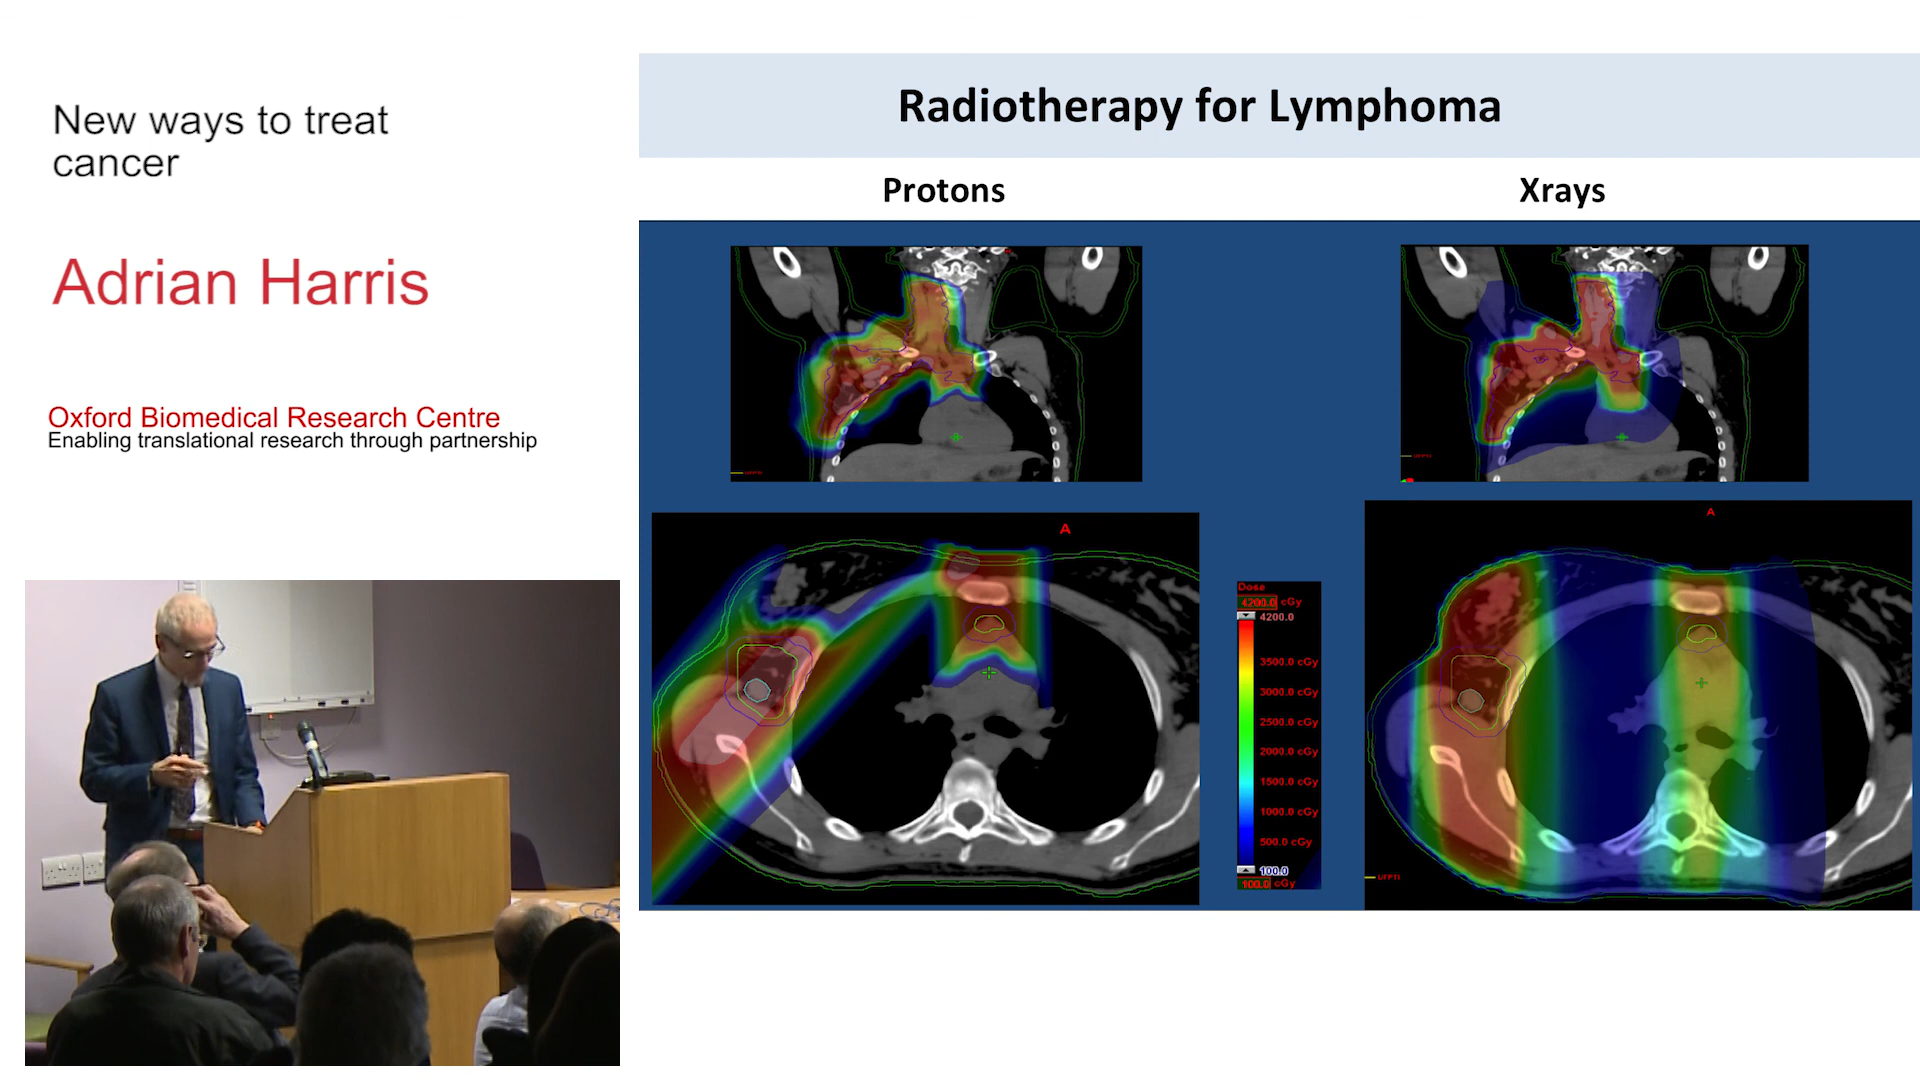 New ways to treat
cancer
Adrian Harris
Oxford Biomedical Research Centre
Enabling translational research through partnership
Radiotherapy for Lymphoma
Protons
Xrays
A
A
Dose
4200.0 cGy
4200.0
3500.0 cGy
3000.0 cGy
2500.0 cGy
2000.0 cGy
1500.0 cGy
1000.0 cGy
500.0 cGy
100.0
100.0 cGy
UFPTI